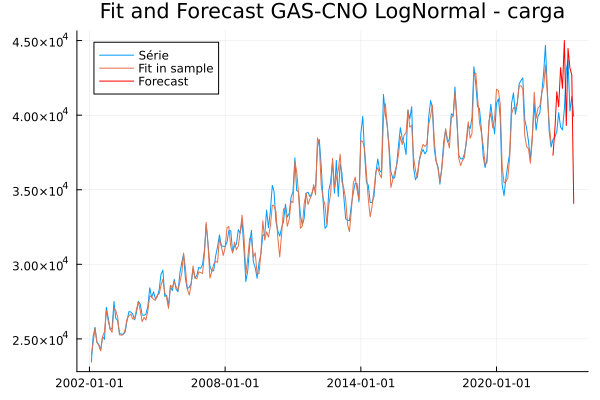 Fit and Forecast GAS-CNO LogNormal - carga
4.50×10⁴
4.00×10⁴
3.50×10⁴
3.00×10⁴
2.50×10⁴
Série
Fit in sample
Forecast
2002-01-01 2008-01-01 2014-01-01 2020-01-01